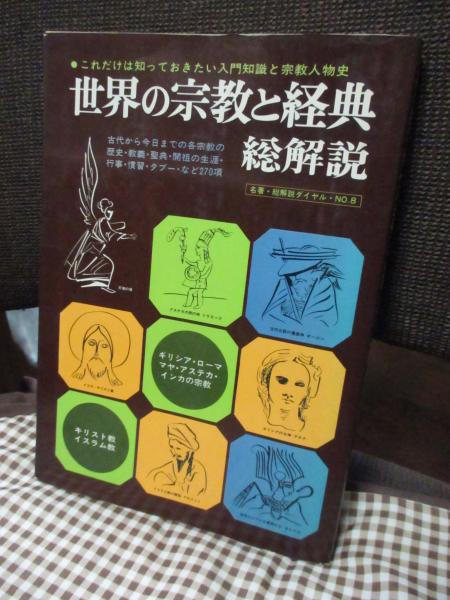 ●これだけは知っておきたい入門知識と宗教人物史
世界の宗教と経典
総解説
古代から今日までの各宗教の
歴史・教義・聖典・開祖の生涯・
行事・慣習・タブー・など270項
名著・総解説ダイヤル・NO.8
ギリシア・ローマ
マヤ・アステカ・
インカの宗教
キリスト教
イスラム教